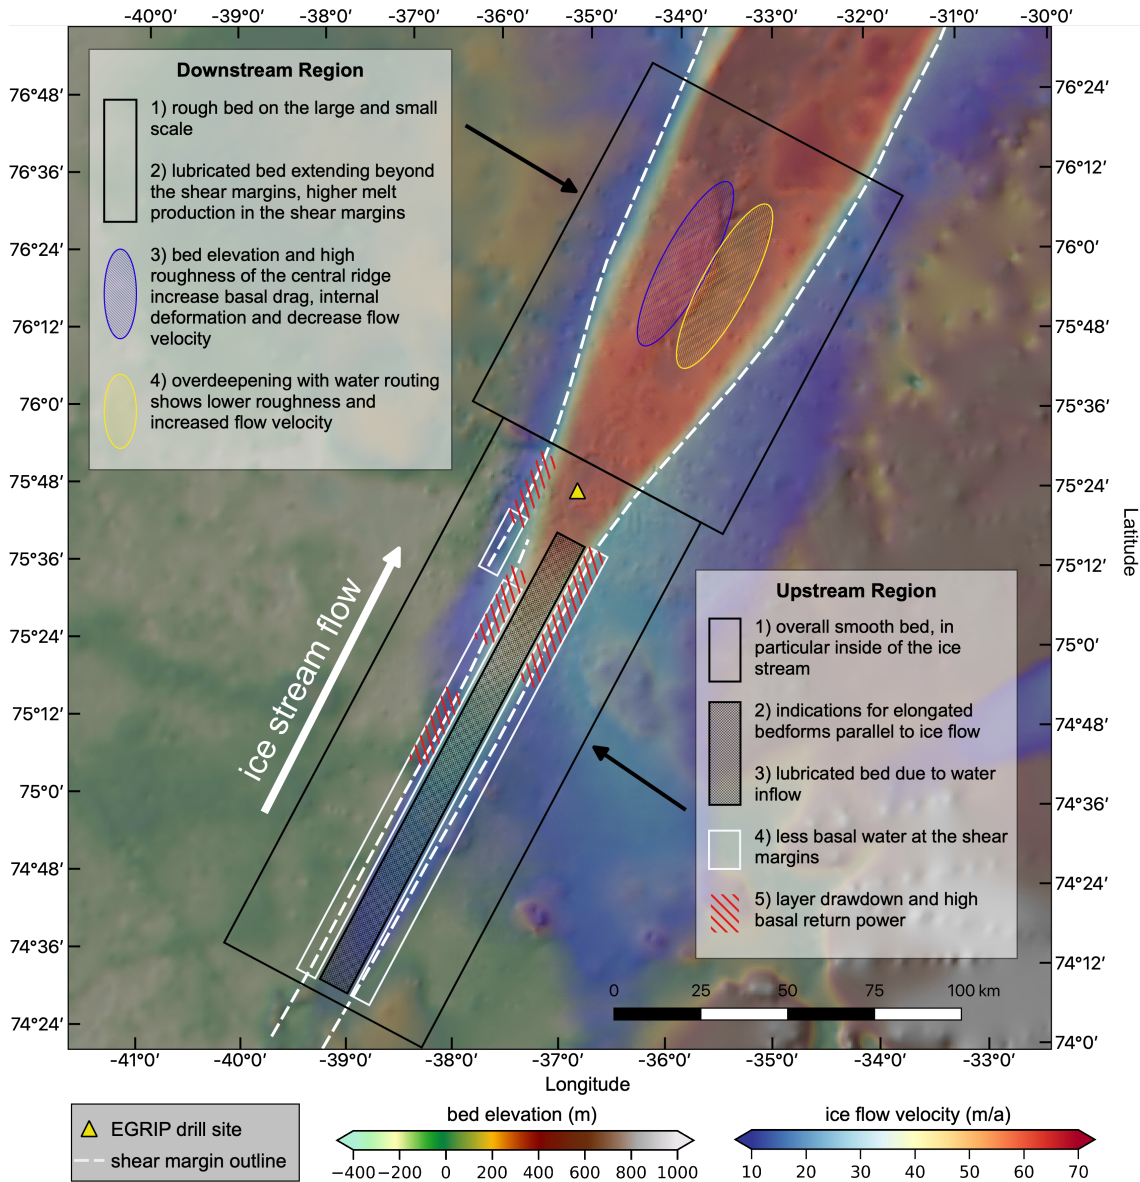 -40°0′ -39°0′ -38°0′ -37°0′ -36°0′ -35°0′ -34°0′ -33°0′ -32°0′ -31°0′ -30°0′
Downstream Region
1) rough bed on the large and small
scale
2) lubricated bed extending beyond
the shear margins, higher melt
production in the shear margins
3) bed elevation and high
roughness of the central ridge
increase basal drag, internal
deformation and decrease flow
velocity
4) overdeepening with water routing
shows lower roughness and
increased flow velocity
76°48′
76°36′
76°24′
76°12′
76°0′
75°48′
75°36′
75°24′
75°12′
75°0′
74°48′
74°36′
74°24′
76°24′
76°12′
76°0′
75°48′
75°36′
75°24′
75°12′
75°0′
74°48′
74°36′
74°24′
74°12′
74°0′
Latitude
ice stream flow
Upstream Region
1) overall smooth bed, in
particular inside of the ice
stream
2) indications for elongated
bedforms parallel to ice flow
3) lubricated bed due to water
inflow
4) less basal water at the shear
margins
5) layer drawdown and high
basal return power
0 25 50 75 100 km
-41°0′ -40°0′ -39°0′ -38°0′ -37°0′ -36°0′ -35°0′ -34°0′ -33°0′
Longitude
EGRIP drill site
shear margin outline
bed elevation (m)
−400 −200 0 200 400 600 800 1000
ice flow velocity (m/a)
10 20 30 40 50 60 70